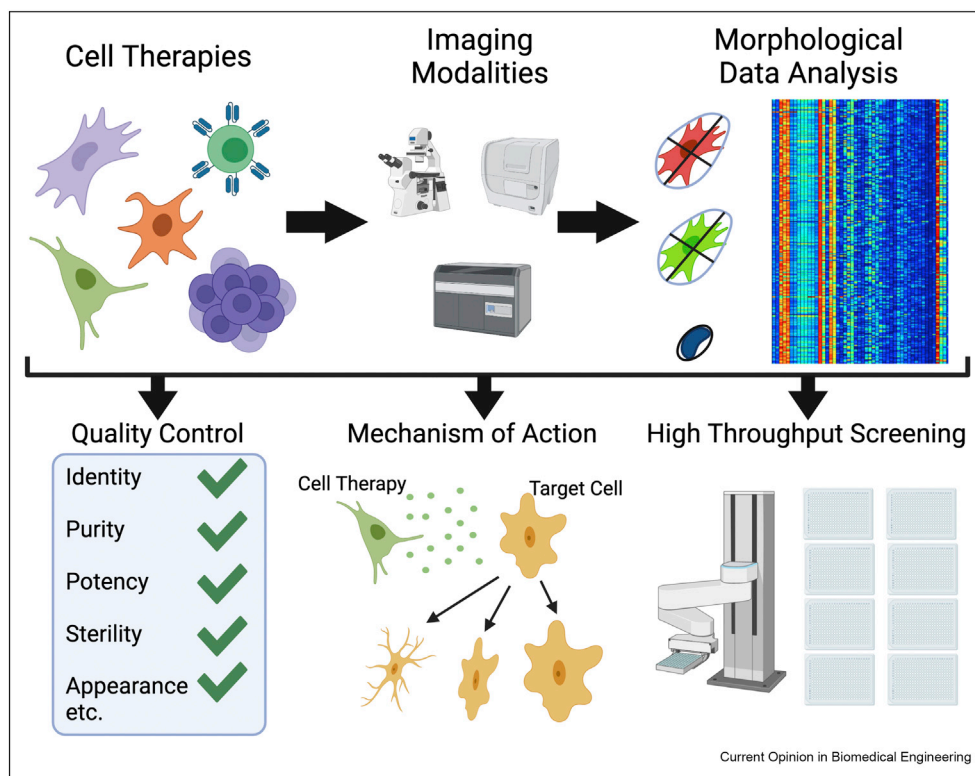 Cell Therapies
Imaging
Modalities
Morphological
Data Analysis
Quality Control
Identity
Purity
Potency
Sterility
Appearance
etc.
Mechanism of Action
Cell Therapy
Target Cell
High Throughput Screening
Current Opinion in Biomedical Engineering